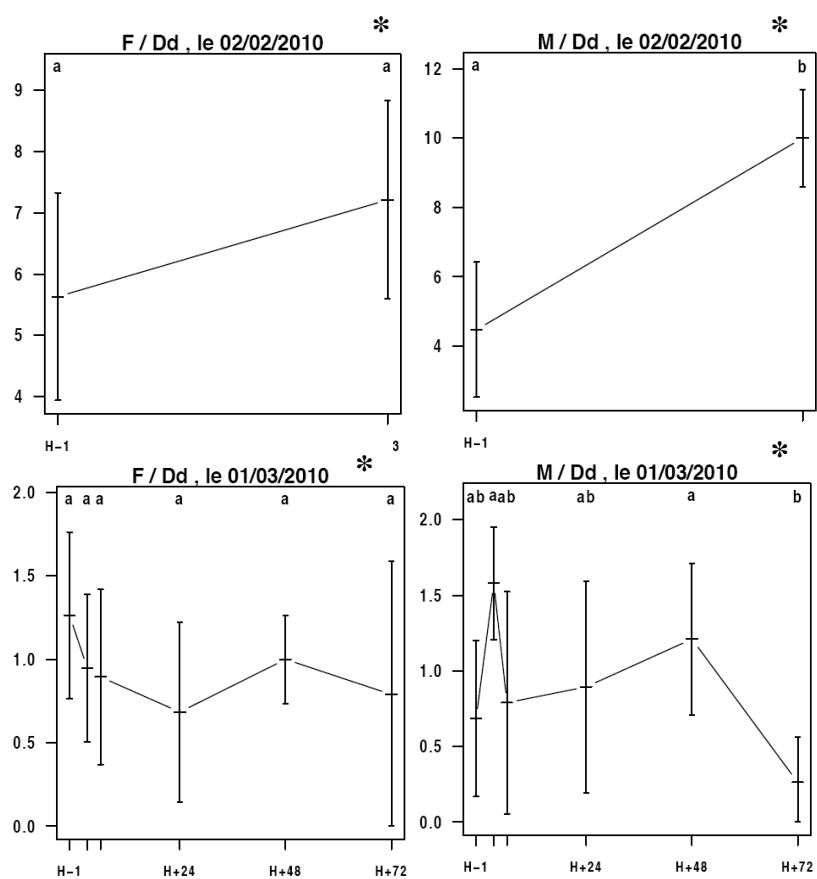 F / Dd , le 02/02/2010 *
a a
9
8
7
6
5
4
H−1 3
M / Dd , le 02/02/2010 *
a b
12
10
8
6
4
H−1
F / Dd , le 01/03/2010 *
a a a a a a
2.0
1.5
1.0
0.5
0.0
H−1 H+24 H+48 H+72
M / Dd , le 01/03/2010 *
ab a ab ab a b
2.0
1.5
1.0
0.5
0.0
H−1 H+24 H+48 H+72